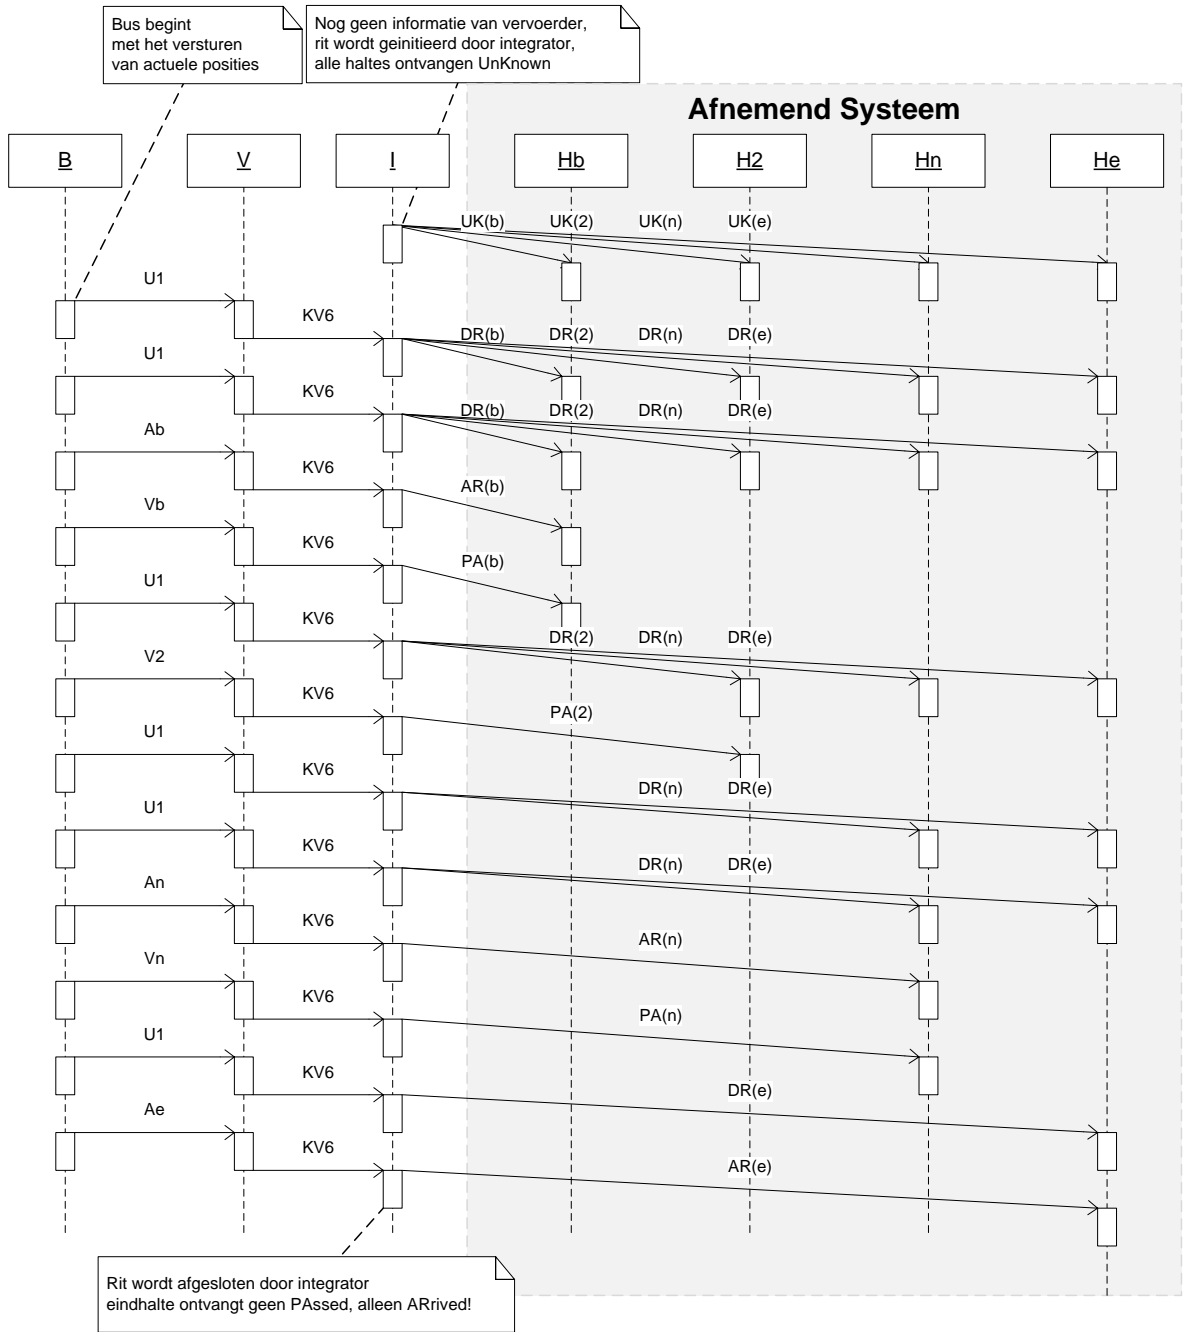 Bus begint
met het versturen
van actuele posities
Nog geen informatie van vervoerder,
rit wordt geinitieerd door integrator,
alle haltes ontvangen UnKnown
Afnemend Systeem
B V I Hb H2 Hn He
UK(b) UK(2) UK(n) UK(e)
U1
KV6
DR(b) DR(2) DR(n) DR(e)
U1
KV6
DR(b) DR(2) DR(n) DR(e)
Ab
KV6
AR(b)
Vb
KV6
PA(b)
U1
KV6
DR(2) DR(n) DR(e)
V2
KV6
PA(2)
U1
KV6
DR(n) DR(e)
U1
KV6
DR(n) DR(e)
An
KV6
AR(n)
Vn
KV6
PA(n)
U1
KV6
DR(e)
Ae
KV6
AR(e)
Rit wordt afgesloten door integrator
eindhalte ontvangt geen PAssed, alleen ARrived!